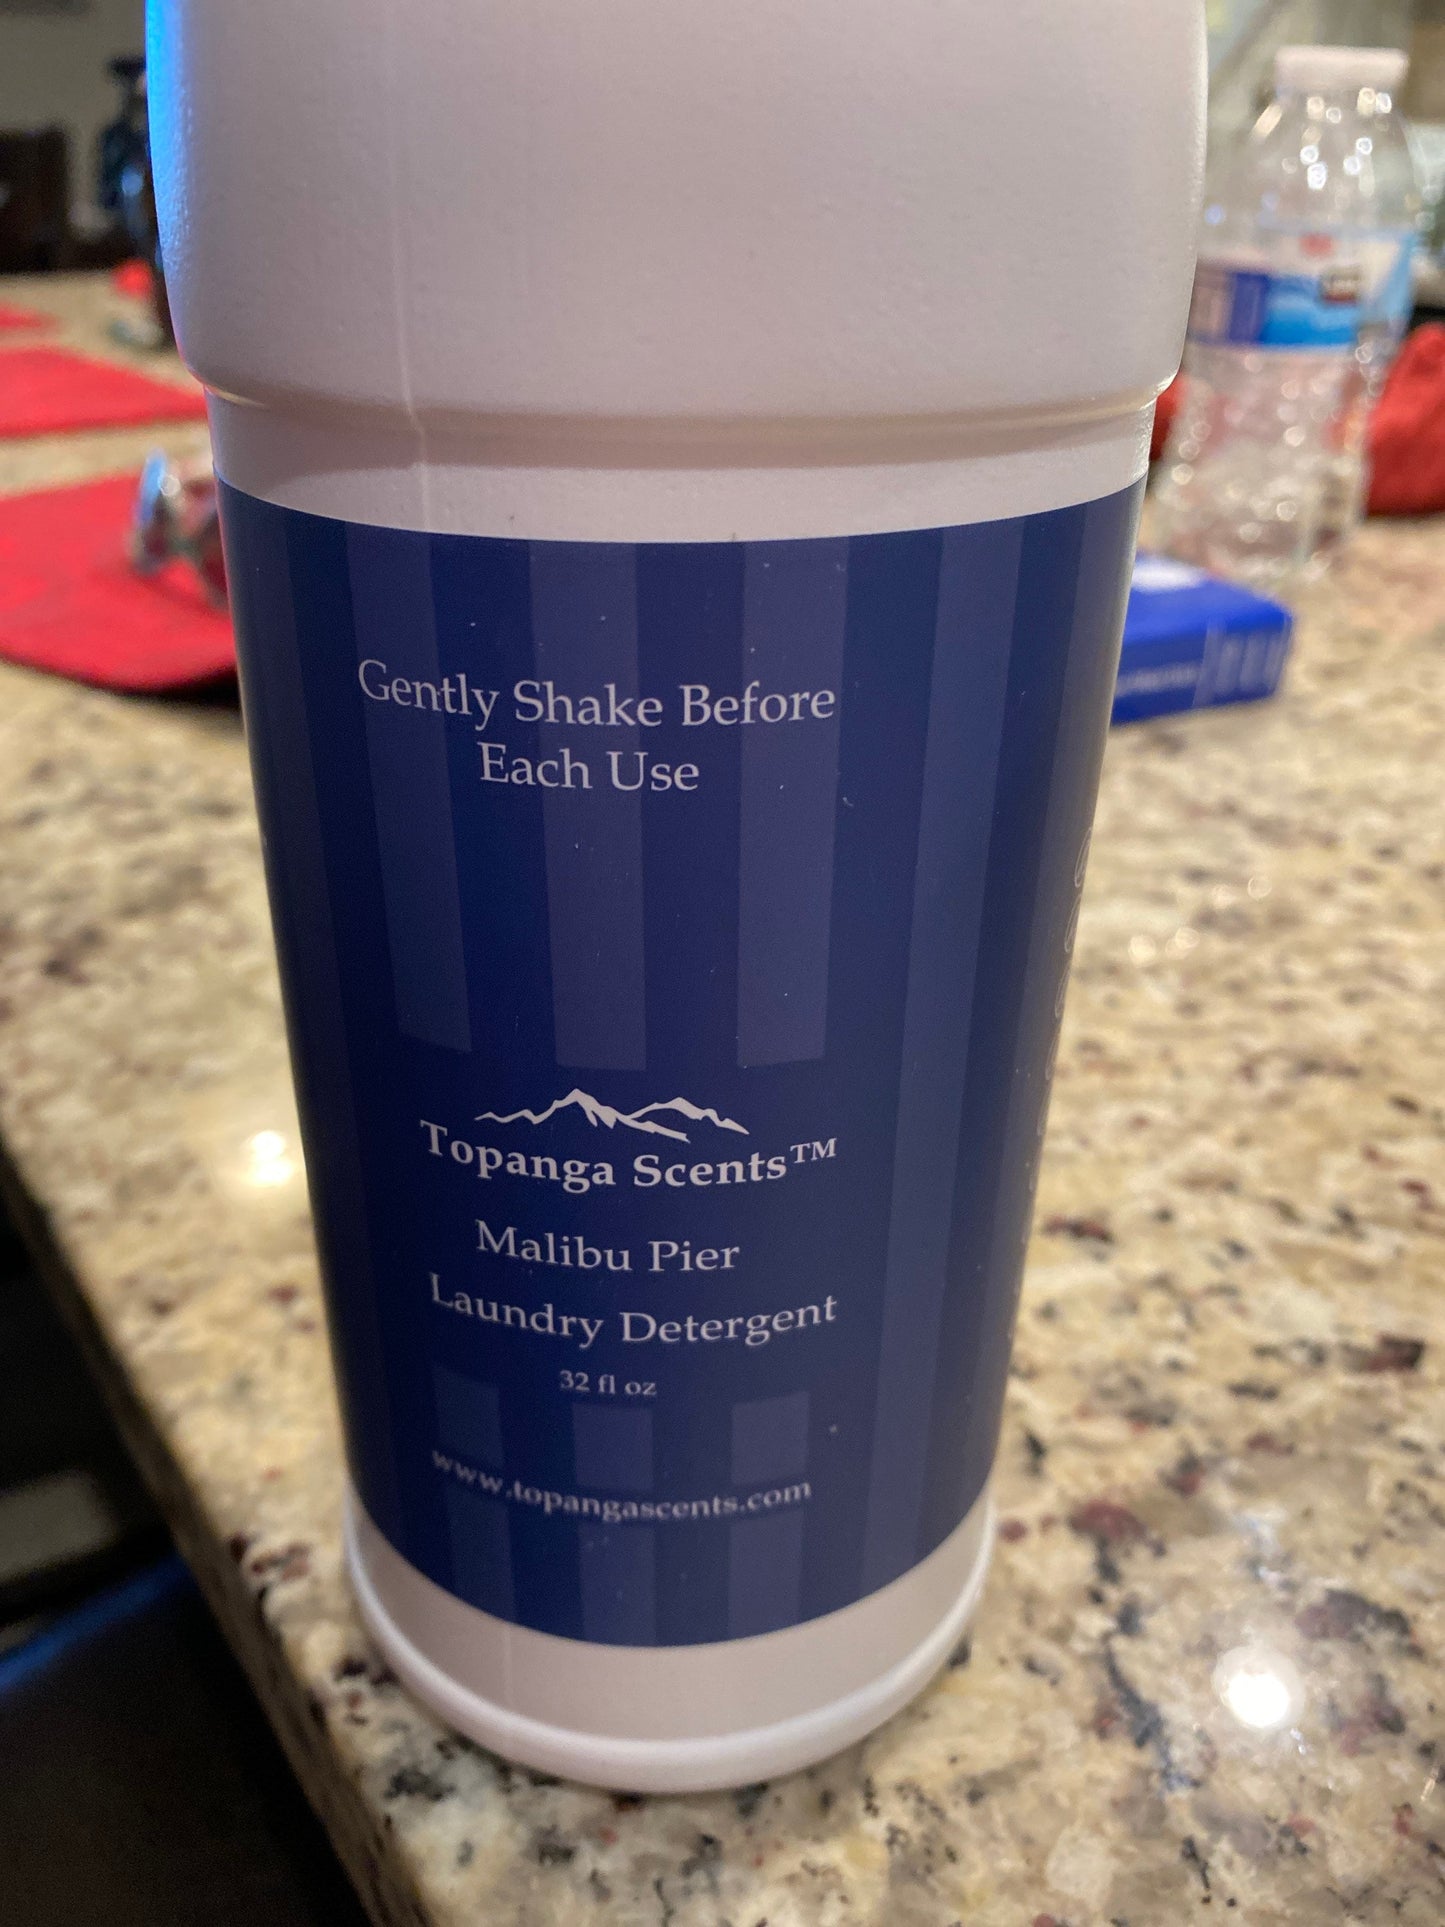 Gently Shake Before
Each Use
Topanga Scents™
Malibu Pier
Laundry Detergent
32 fl oz
www.topangascents.com